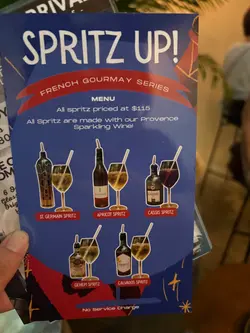 SPRITZ UP!
FRENCH GOURMAY SERIES
MENU
All spritz priced at $115
All Spritz are made with our Provence
Sparkling Wine!
ST GERMAIN SPRITZ
APRICOT SPRITZ
CASSIS SPRITZ
CALVADOS SPRITZ
No Service Charge